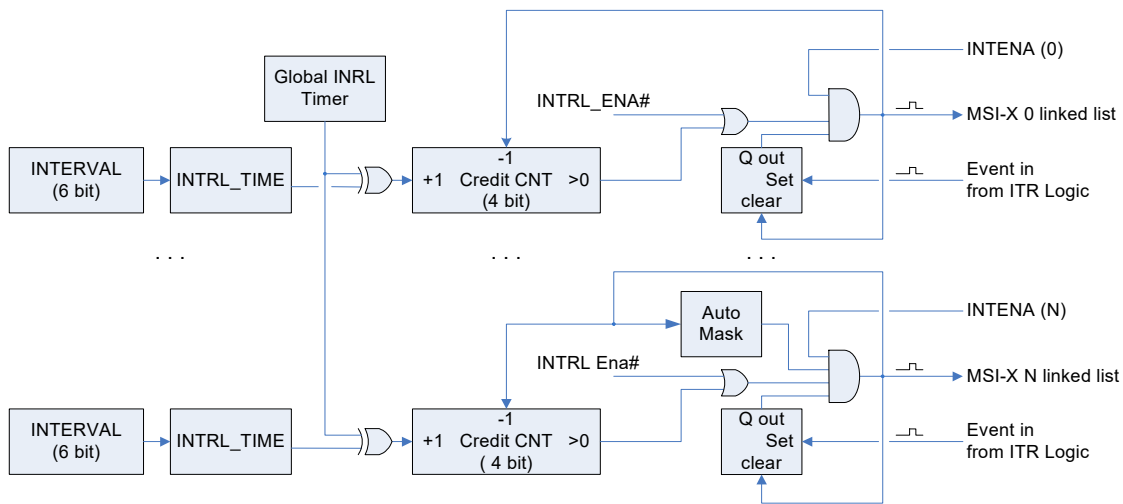 Global INRL
Timer
INTENA (0)
INTRL_ENA#
MSI-X 0 linked list
INTERVAL
(6 bit)
INTRL_TIME
-1
+1 Credit CNT >0
(4 bit)
Q out
Set
clear
Event in
from ITR Logic
. . .
. . .
. . .
Auto
Mask
INTENA (N)
INTRL Ena#
MSI-X N linked list
INTERVAL
(6 bit)
INTRL_TIME
-1
+1 Credit CNT >0
( 4 bit)
Q out
Set
clear
Event in
from ITR Logic